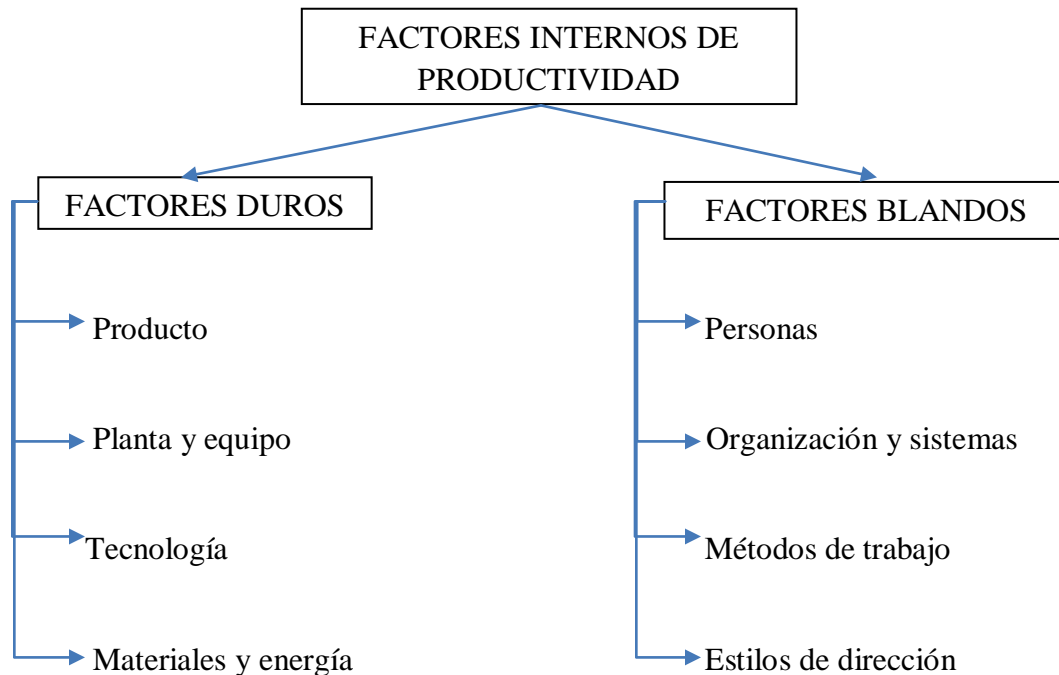 FACTORES INTERNOS DE
PRODUCTIVIDAD
FACTORES DUROS
Producto
Planta y equipo
Tecnología
Materiales y energía
FACTORES BLANDOS
Personas
Organización y sistemas
Métodos de trabajo
Estilos de dirección